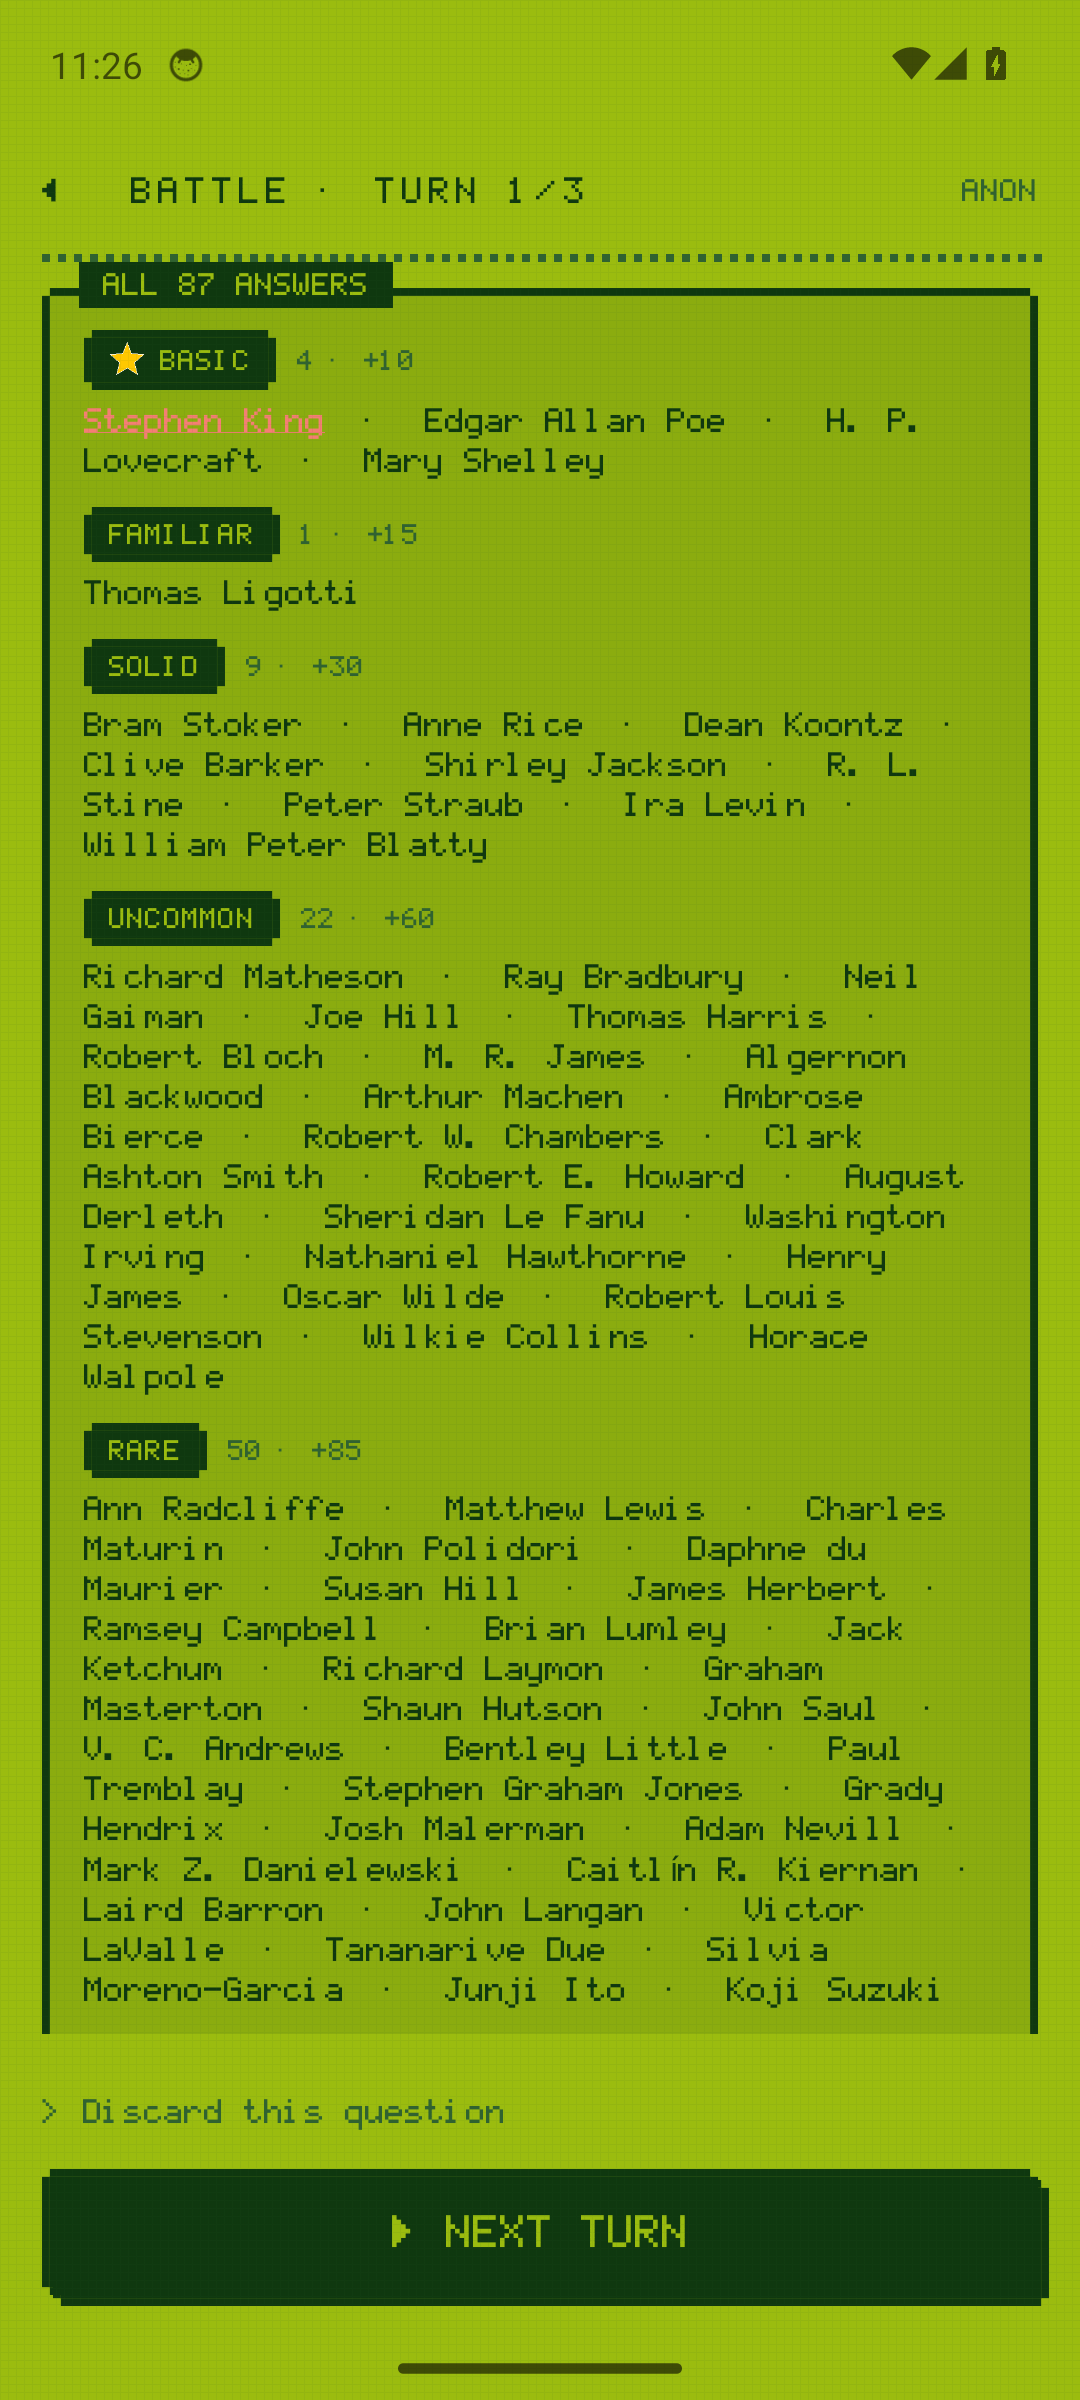 11:26
BATTLE · TURN 1/3
ANON
ALL 87 ANSWERS
BASIC 4 · +10
Stephen King · Edgar Allan Poe · H. P.
Lovecraft · Mary Shelley
FAMILIAR 1 · +15
Thomas Ligotti
SOLID 9 · +30
Bram Stoker · Anne Rice · Dean Koontz ·
Clive Barker · Shirley Jackson · R. L.
Stine · Peter Straub · Ira Levin ·
William Peter Blatty
UNCOMMON 22 · +60
Richard Matheson · Ray Bradbury · Neil
Gaiman · Joe Hill · Thomas Harris ·
Robert Bloch · M. R. James · Algernon
Blackwood · Arthur Machen · Ambrose
Bierce · Robert W. Chambers · Clark
Ashton Smith · Robert E. Howard · August
Derleth · Sheridan Le Fanu · Washington
Irving · Nathaniel Hawthorne · Henry
James · Oscar Wilde · Robert Louis
Stevenson · Wilkie Collins · Horace
Walpole
RARE 50 · +85
Ann Radcliffe · Matthew Lewis · Charles
Maturin · John Polidori · Daphne du
Maurier · Susan Hill · James Herbert ·
Ramsey Campbell · Brian Lumley · Jack
Ketchum · Richard Laymon · Graham
Masterton · Shaun Hutson · John Saul ·
V. C. Andrews · Bentley Little · Paul
Tremblay · Stephen Graham Jones · Grady
Hendrix · Josh Malerman · Adam Nevill ·
Mark Z. Danielewski · Caitlín R. Kiernan ·
Laird Barron · John Langan · Victor
LaValle · Tananarive Due · Silvia
Moreno-Garcia · Junji Ito · Koji Suzuki
> Discard this question
NEXT TURN